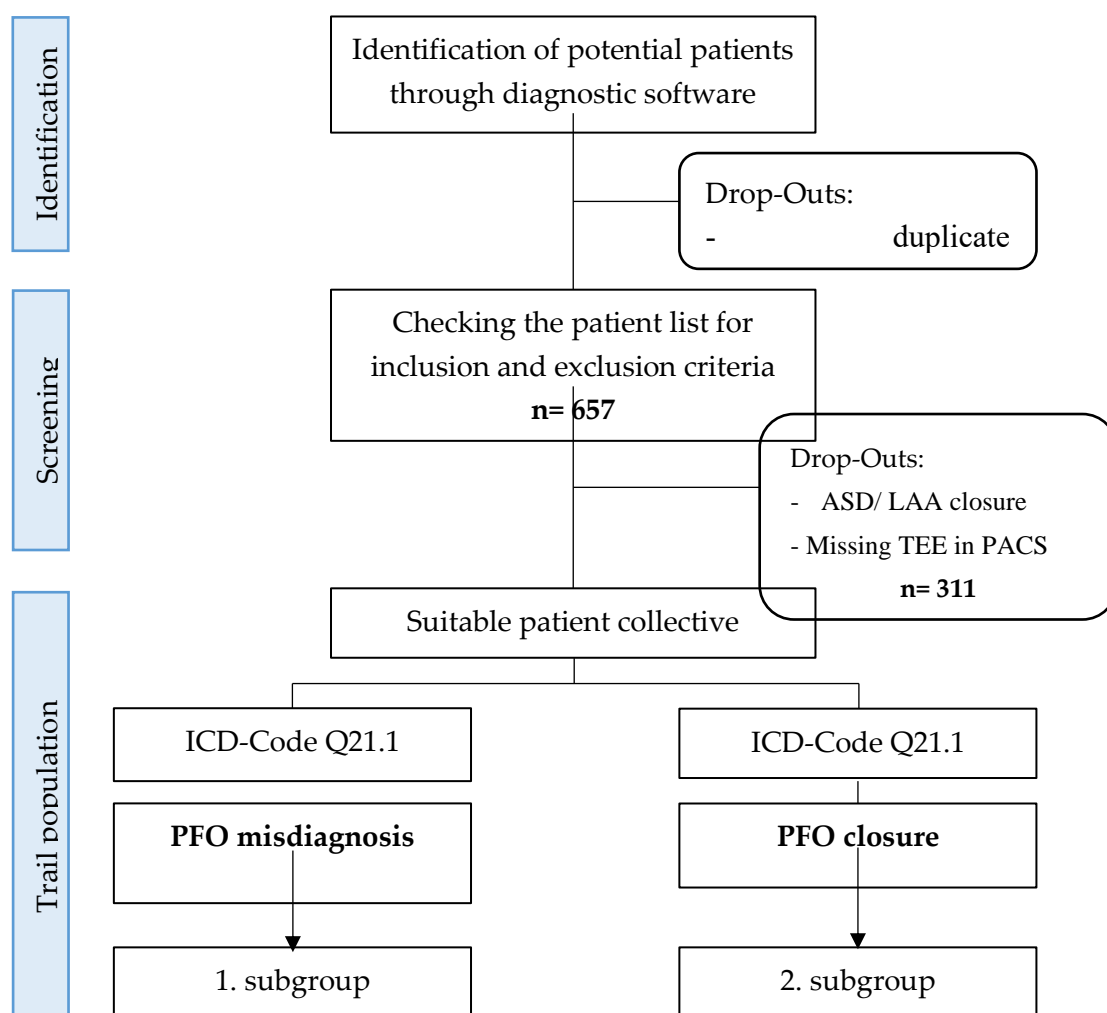 Identification
Identification of potential patients
through diagnostic software
Drop-Outs:
- duplicate
Screening
Checking the patient list for
inclusion and exclusion criteria
n= 657
Drop-Outs:
- ASD/ LAA closure
- Missing TEE in PACS
n= 311
Trail population
Suitable patient collective
ICD-Code Q21.1
ICD-Code Q21.1
PFO misdiagnosis
PFO closure
1. subgroup
2. subgroup